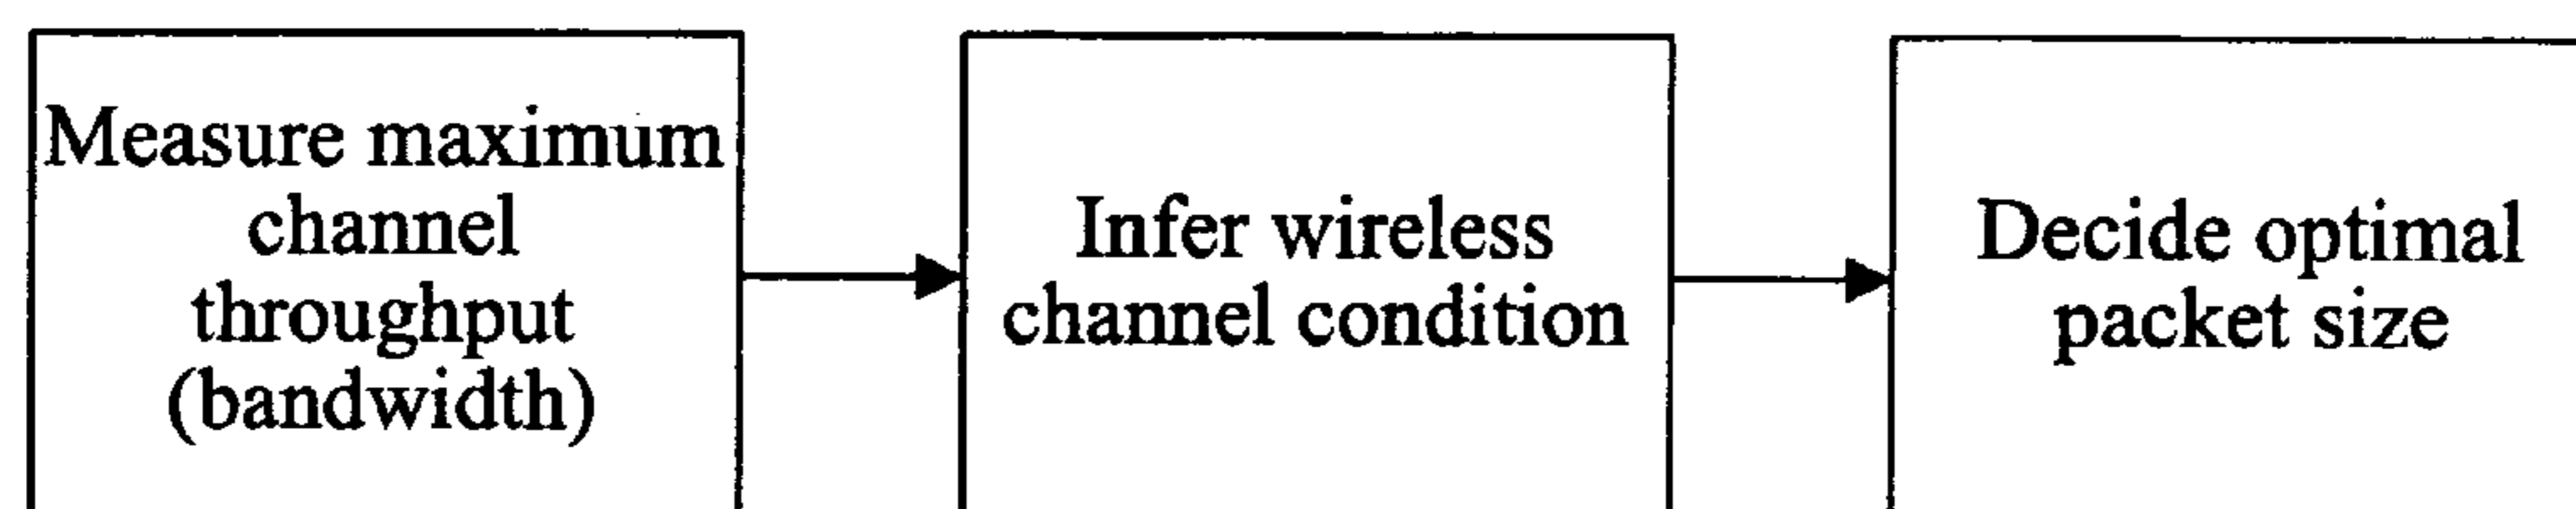 Measure maximum
channel
throughput
(bandwidth)
Infer wireless
channel condition
Decide optimal
packet size